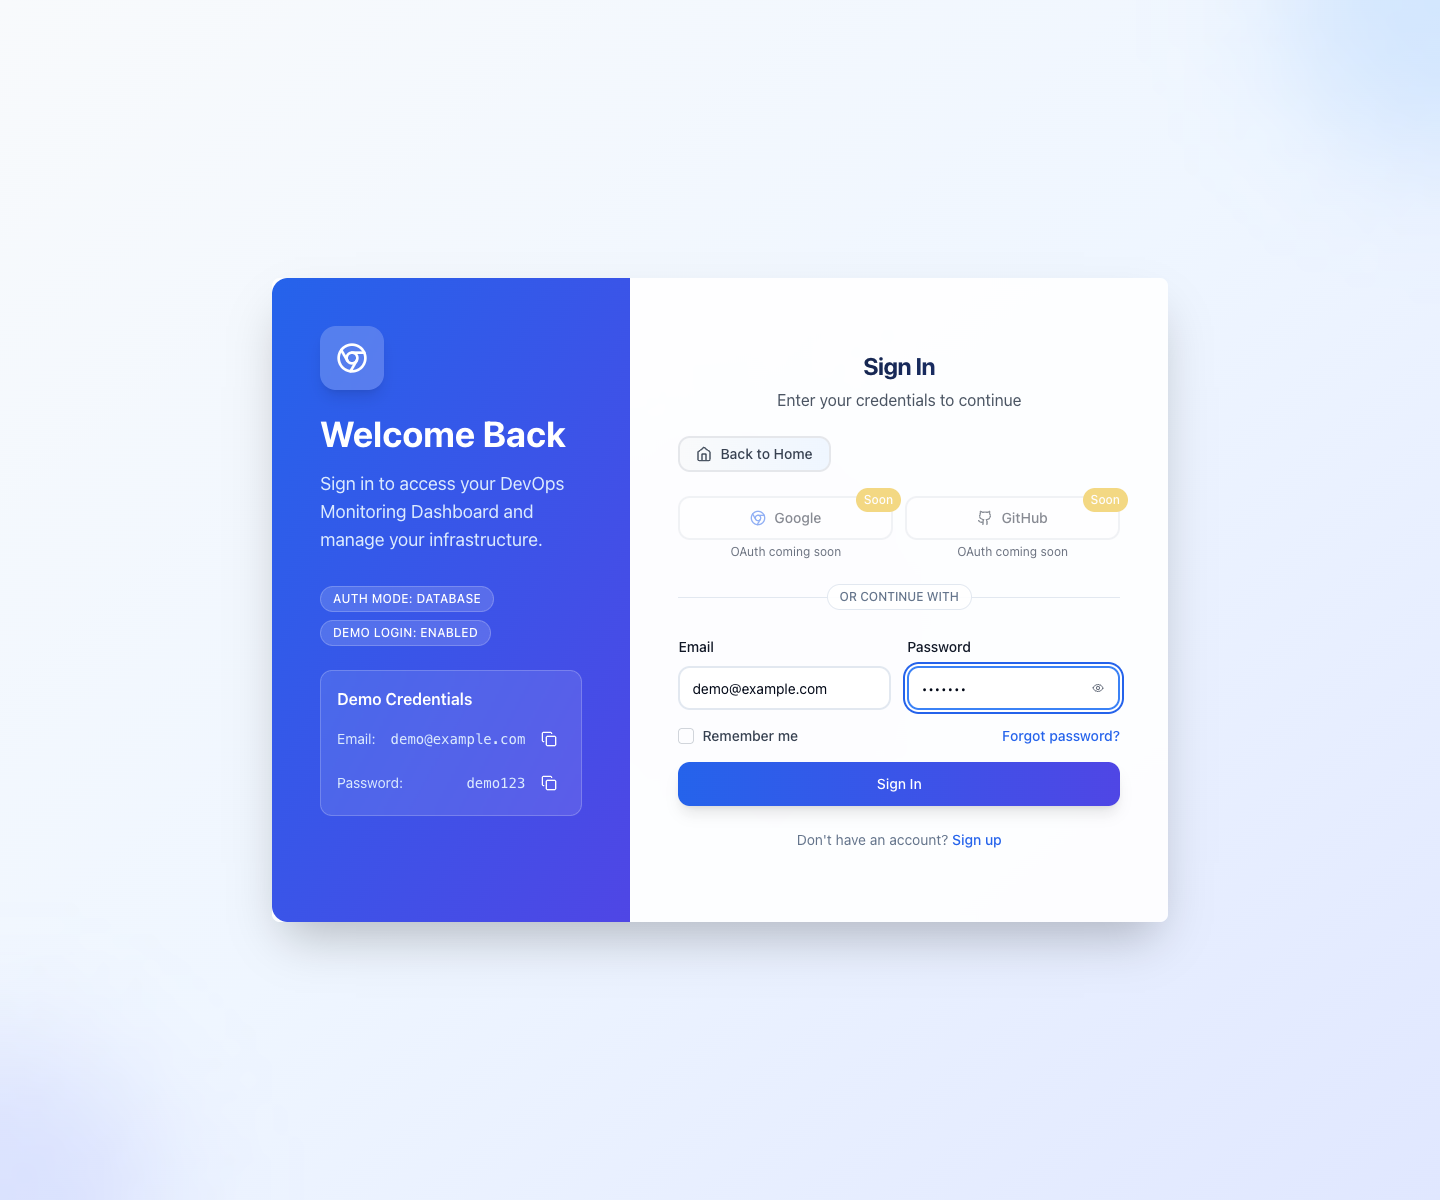 Welcome Back
Sign in to access your DevOps
Monitoring Dashboard and
manage your infrastructure.
AUTH MODE: DATABASE
DEMO LOGIN: ENABLED
Demo Credentials
Email: demo@example.com
Password: demo123
Sign In
Enter your credentials to continue
Back to Home
Google Soon
GitHub Soon
OAuth coming soon
OAuth coming soon
OR CONTINUE WITH
Email
Password
demo@example.com
•••••••
Remember me
Forgot password?
Sign In
Don't have an account? Sign up